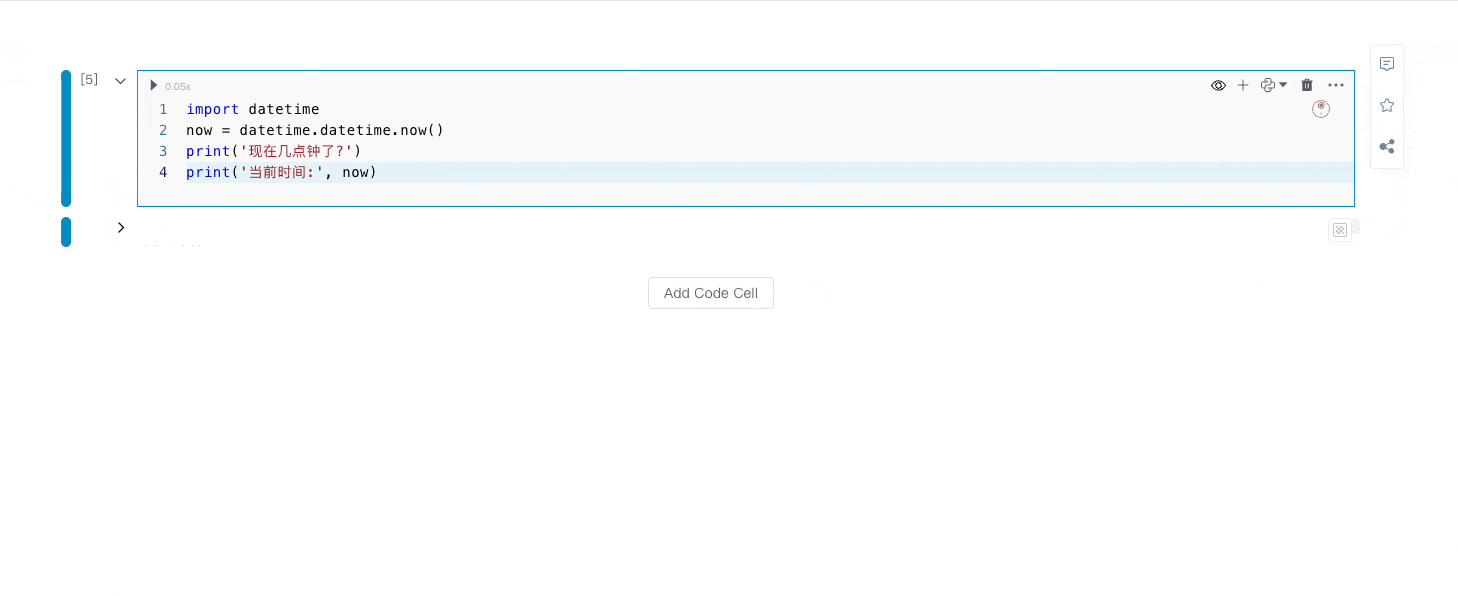 [5]
0.05s
1 import datetime
2 now = datetime.datetime.now()
3 print('现在几点钟了?')
4 print('当前时间:', now)
Add Code Cell